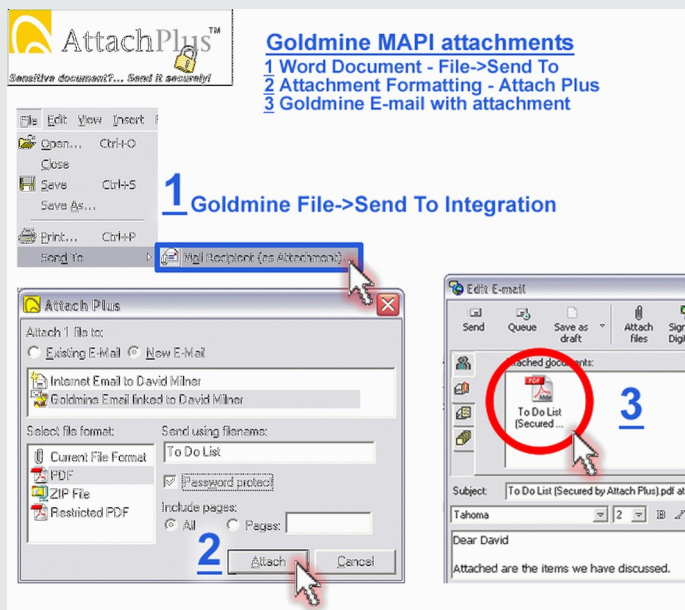 AttachPlus™
Sensitive document?... Send it securely!
Goldmine MAPI attachments
1 Word Document - File->Send To
2 Attachment Formatting - Attach Plus
3 Goldmine E-mail with attachment
File Edit View Insert
Open... Ctrl+O
Close
Save Ctrl+S
Save As...
Print... Ctrl+P
Send To
Mail Recipient (as Attachment)
1 Goldmine File->Send To Integration
Attach Plus
Attach 1 file to:
Existing E-Mail New E-Mail
Internet Email to David Milner
Goldmine Email linked to David Milner
Select file format:
Current File Format
PDF
ZIP File
Restricted PDF
Send using filename:
To Do List
Password protect
Include pages:
All Pages:
2
Attach Cancel
Edit E-mail
Send Queue Save as draft Attach files
Attached documents:
PDF
To Do List
(Secured ...
3
Subject: To Do List (Secured by Attach Plus).pdf at
Tahoma 2 B
Dear David
Attached are the items we have discussed.